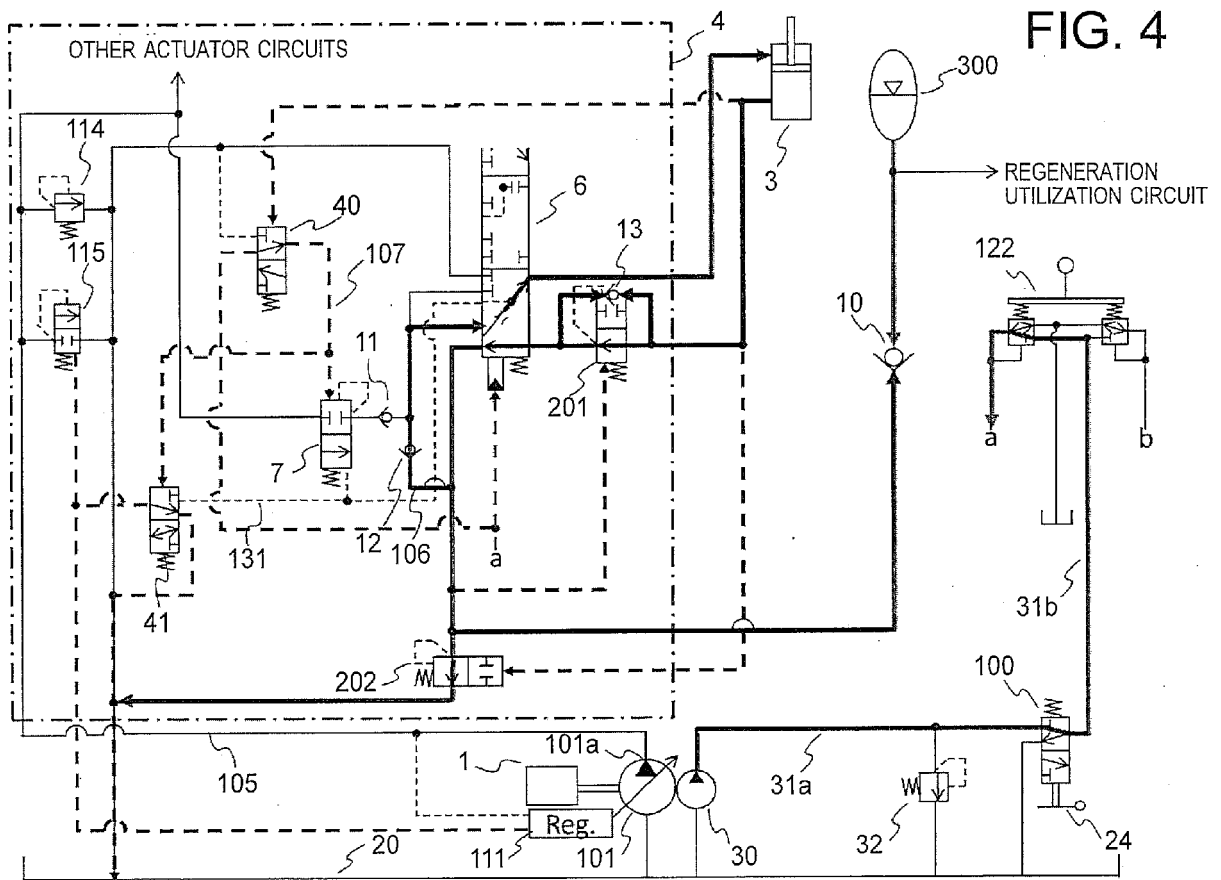 FIG. 4
OTHER ACTUATOR CIRCUITS
4
300
114
3
6
REGENERATION
UTILIZATION CIRCUIT
40
13
122
107
115
10
11
201
a
b
7
12
106
131
a
41
31b
202
100
101a
105
1
31a
Reg.
32
24
20
111
101
30